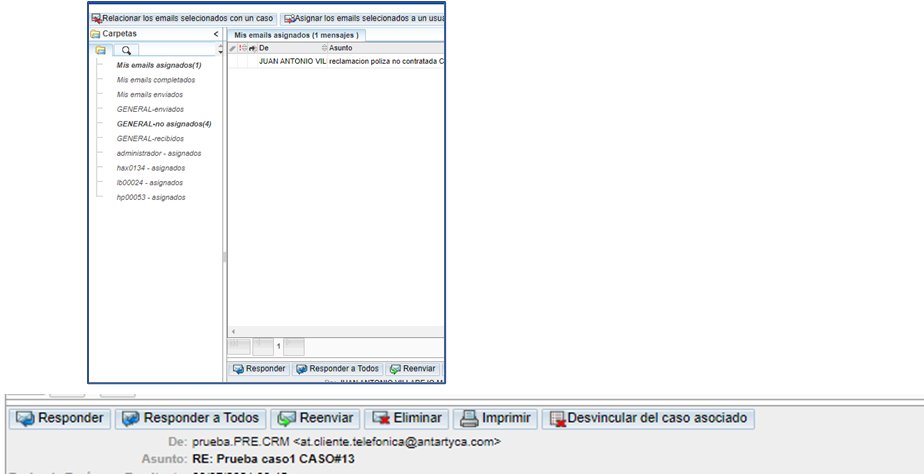 Relacionar los emails selecionados con un caso Asignar los emails selecionados a un usua
Carpetas < Mis emails asignados (1 mensajes )
De Asunto
Mis emails asignados(1) JUAN ANTONIO VIL reclamacion poliza no contratada C
Mis emails completados
Mis emails enviados
GENERAL-enviados
GENERAL-no asignados(4)
GENERAL-recibidos
administrador - asignados
hax0134 - asignados
lb00024 - asignados
hp00053 - asignados
1
Responder Responder a Todos Reenviar
Responder Responder a Todos Reenviar Eliminar Imprimir Desvincular del caso asociado
De: prueba.PRE.CRM <at.cliente.telefonica@antartyca.com>
Asunto: RE: Prueba caso1 CASO#13